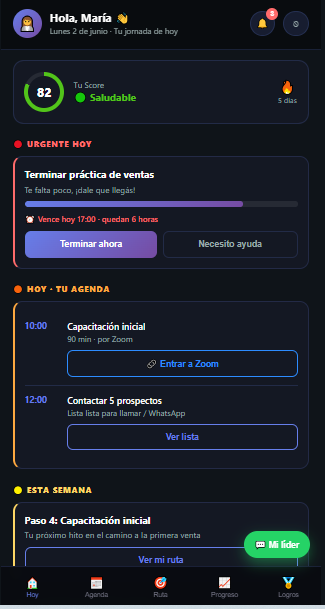 Hola, María 👋
Lunes 2 de junio · Tu jornada de hoy
8
82
Tu Score
Saludable
5 días
URGENTE HOY
Terminar práctica de ventas
Te falta poco, ¡dale que llegás!
Vence hoy 17:00 · quedan 6 horas
Terminar ahora
Necesito ayuda
HOY · TU AGENDA
10:00
Capacitación inicial
90 min · por Zoom
Entrar a Zoom
12:00
Contactar 5 prospectos
Lista lista para llamar / WhatsApp
Ver lista
ESTA SEMANA
Paso 4: Capacitación inicial
Tu próximo hito en el camino a la primera venta
Mi líder
Ver mi ruta
Hoy
Agenda
Ruta
Progreso
Logros